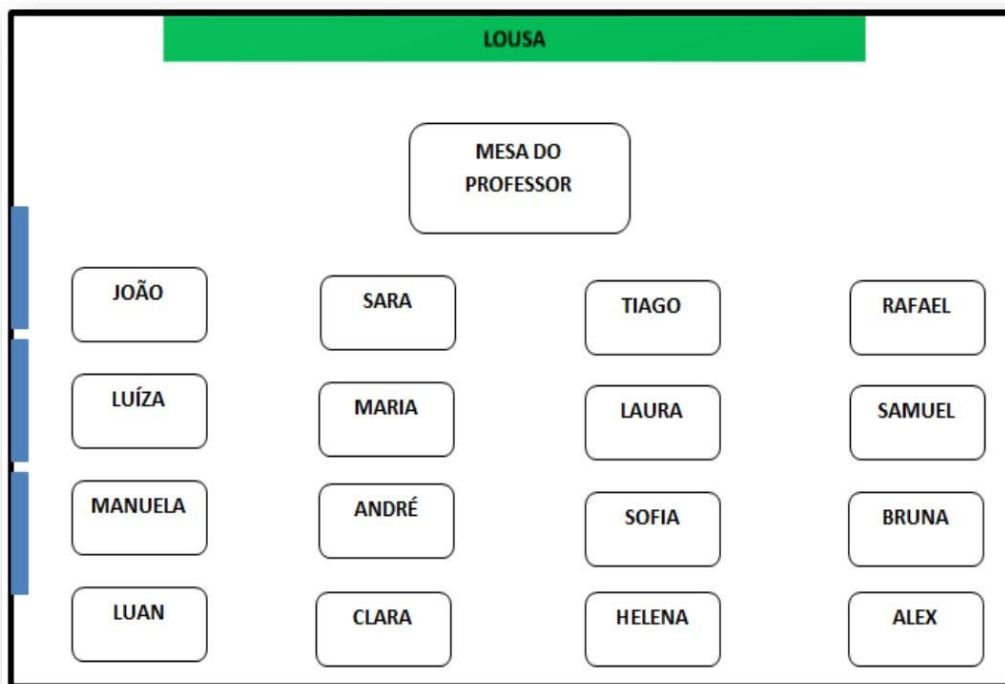 LOUSA
MESA DO
PROFESSOR
JOÃO
SARA
TIAGO
RAFAEL
LUÍZA
MARIA
LAURA
SAMUEL
MANUELA
ANDRÉ
SOFIA
BRUNA
LUAN
CLARA
HELENA
ALEX